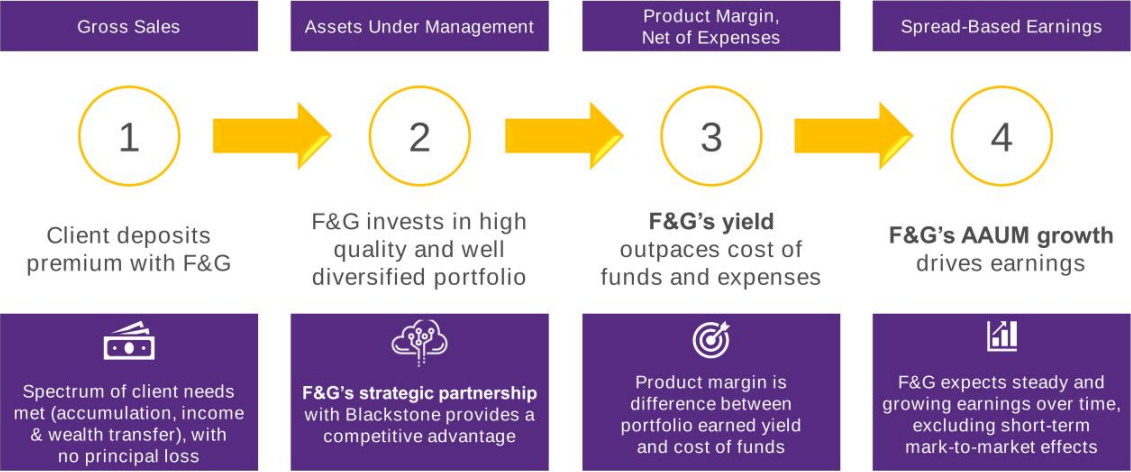 Gross Sales
Assets Under Management
Product Margin,
Net of Expenses
Spread-Based Earnings
1
2
3
4
Client deposits
premium with F&G
F&G invests in high
quality and well
diversified portfolio
F&G's yield
outpaces cost of
funds and expenses
F&G's AAUM growth
drives earnings
Spectrum of client needs
met (accumulation, income
& wealth transfer), with
no principal loss
F&G's strategic partnership
with Blackstone provides a
competitive advantage
Product margin is
difference between
portfolio earned yield
and cost of funds
F&G expects steady and
growing earnings over time,
excluding short-term
mark-to-market effects